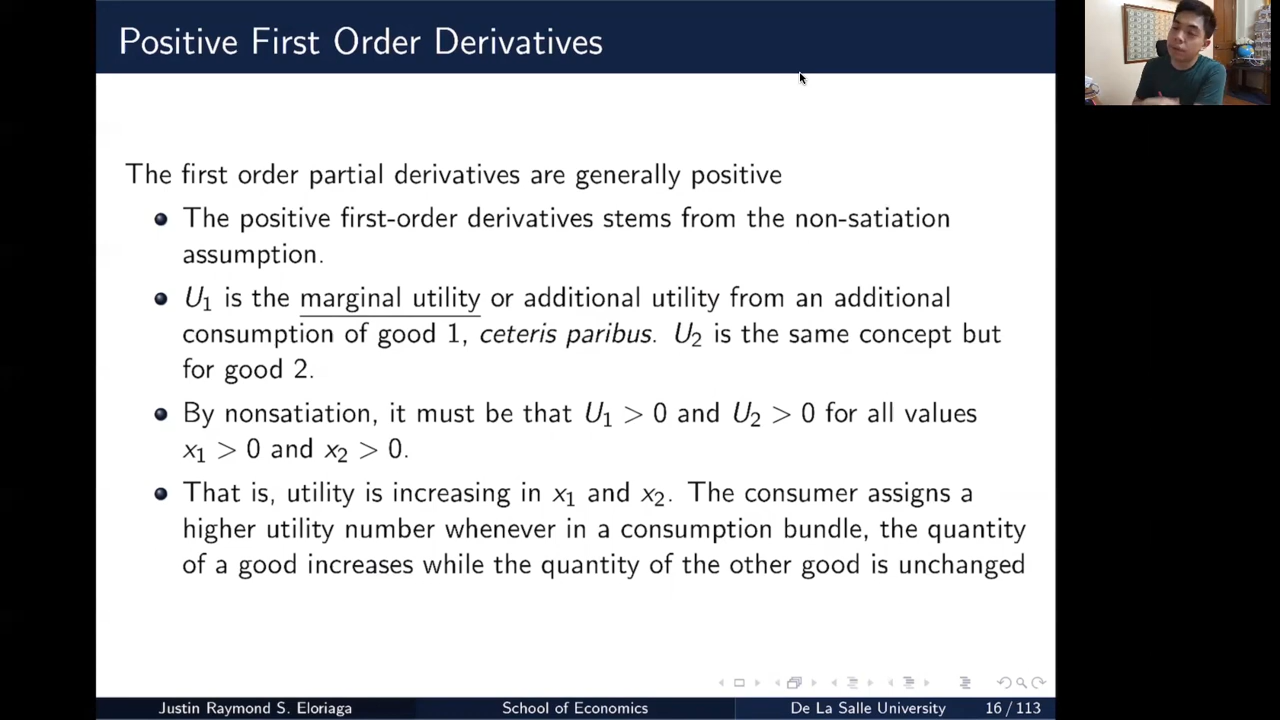 Positive First Order Derivatives
The first order partial derivatives are generally positive
The positive first-order derivatives stems from the non-satiation
assumption.
U₁ is the marginal utility or additional utility from an additional
consumption of good 1, ceteris paribus. U₂ is the same concept but
for good 2.
By nonsatiation, it must be that U₁ > 0 and U₂ > 0 for all values
x₁ > 0 and x₂ > 0.
That is, utility is increasing in x₁ and x₂. The consumer assigns a
higher utility number whenever in a consumption bundle, the quantity
of a good increases while the quantity of the other good is unchanged
Justin Raymond S. Eloriaga School of Economics De La Salle University 16 / 113